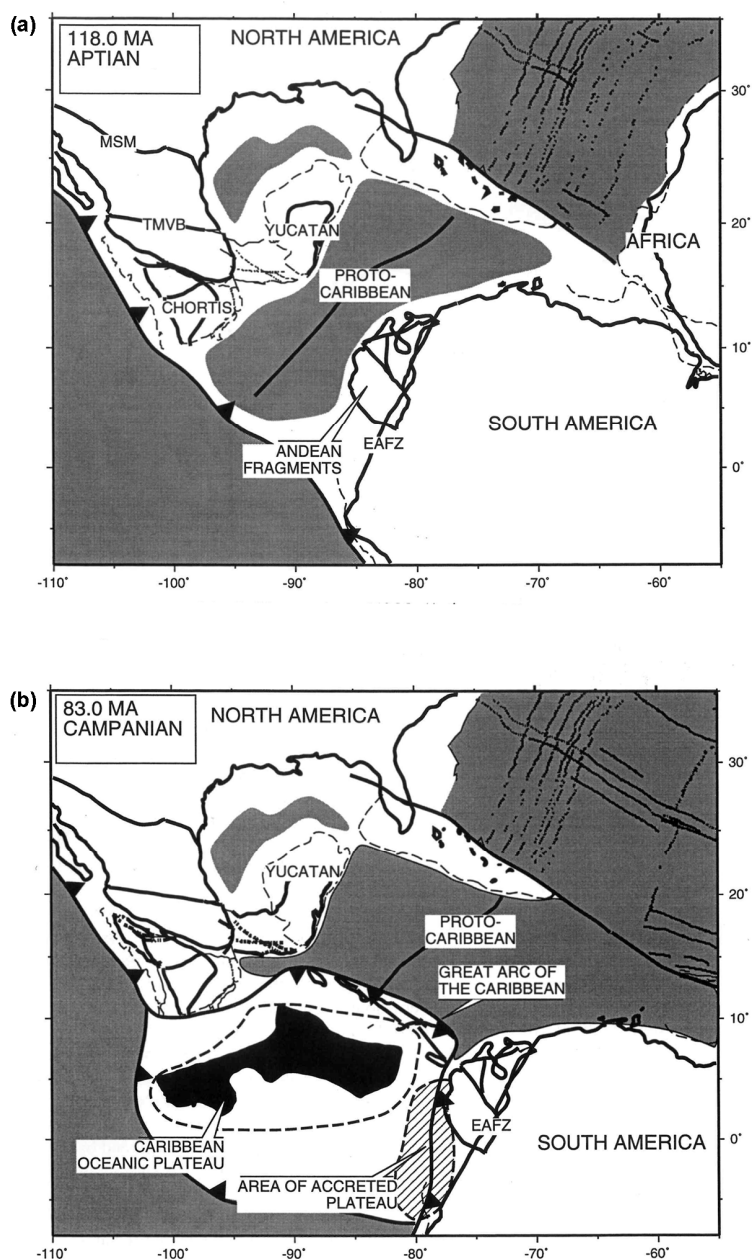 (a)
118.0 MA
APTIAN
NORTH AMERICA
30°
MSM
20°
TMVB
YUCATAN
AFRICA
PROTO-
CARIBBEAN
CHORTIS
10°
SOUTH AMERICA
ANDEAN
FRAGMENTS
EAFZ
0°
-110°
-100°
-90°
-80°
-70°
-60°
(b)
83.0 MA
CAMPANIAN
NORTH AMERICA
30°
YUCATAN
20°
PROTO-
CARIBBEAN
GREAT ARC OF
THE CARIBBEAN
10°
EAFZ
CARIBBEAN
OCEANIC PLATEAU
SOUTH AMERICA
0°
AREA OF ACCRETED
PLATEAU
-110°
-100°
-90°
-80°
-70°
-60°